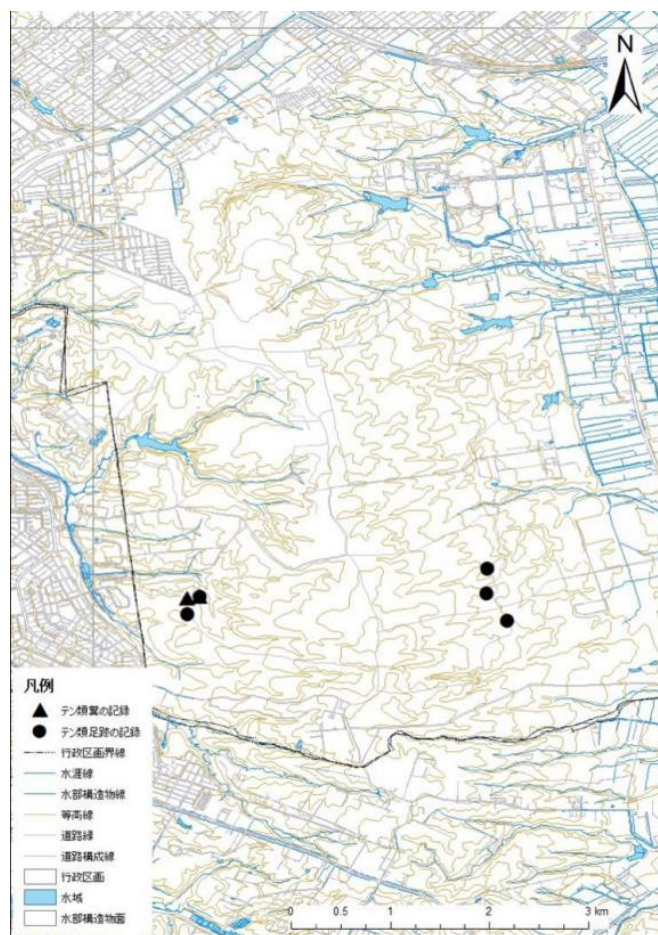 N
凡例
テン類糞の記録
テン類足跡の記録
行政区画界線
水涯線
水部構造物線
等高線
道路縁
道路構成線
行政区画
水域
水部構造物面
0 0.5 1 2 3 km